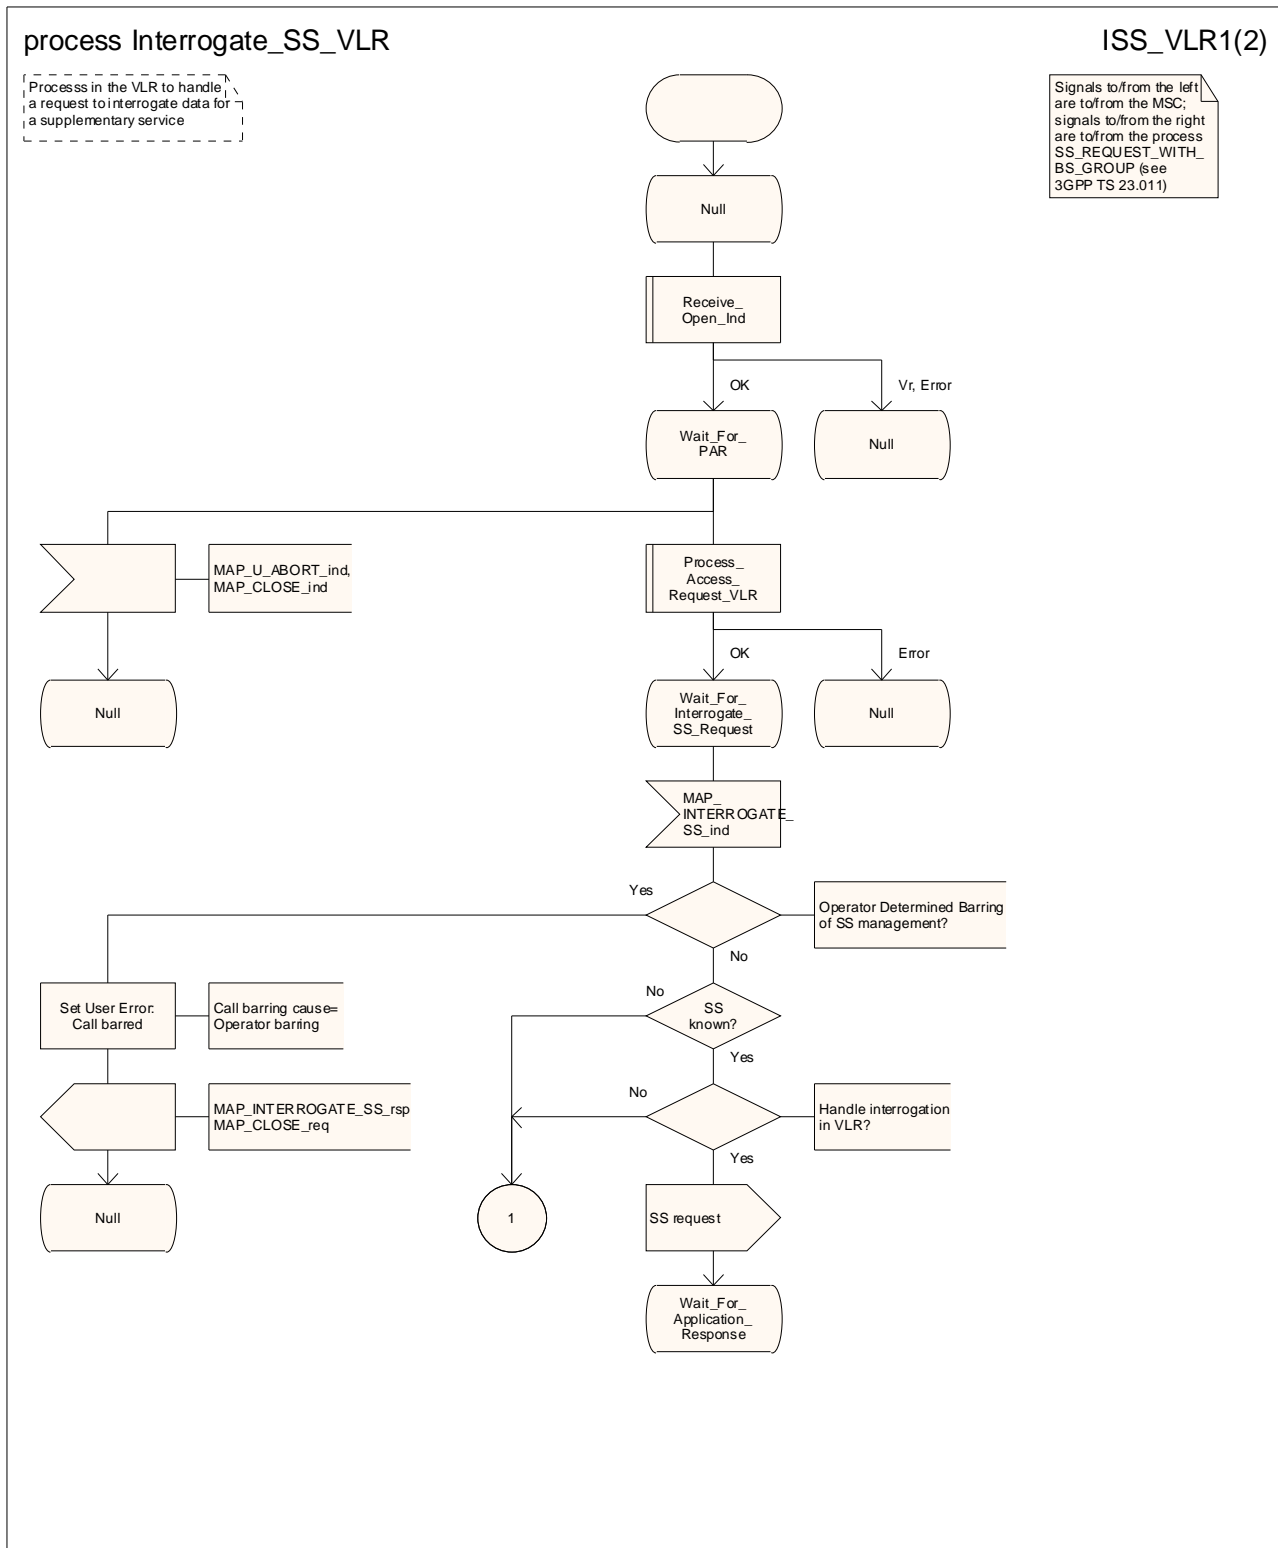 process Interrogate_SS_VLR
ISS_VLR1(2)
Processs in the VLR to handle
a request to interrogate data for
a supplementary service
Signals to/from the left
are to/from the MSC;
signals to/from the right
are to/from the process
SS_REQUEST_WITH_
BS_GROUP (see
3GPP TS 23.011)
Null
Receive_
Open_Ind
OK
Vr, Error
Wait_For_
PAR
Null
MAP_U_ABORT_ind,
MAP_CLOSE_ind
Process_
Access_
Request_VLR
OK
Error
Null
Wait_For_
Interrogate_
SS_Request
Null
MAP_
INTERROGATE_
SS_ind
Yes
Operator Determined Barring
of SS management?
No
Set User Error:
Call barred
Call barring cause=
Operator barring
No
SS
known?
Yes
MAP_INTERROGATE_SS_rsp
MAP_CLOSE_req
No
Handle interrogation
in VLR?
Yes
Null
1
SS request
Wait_For_
Application_
Response